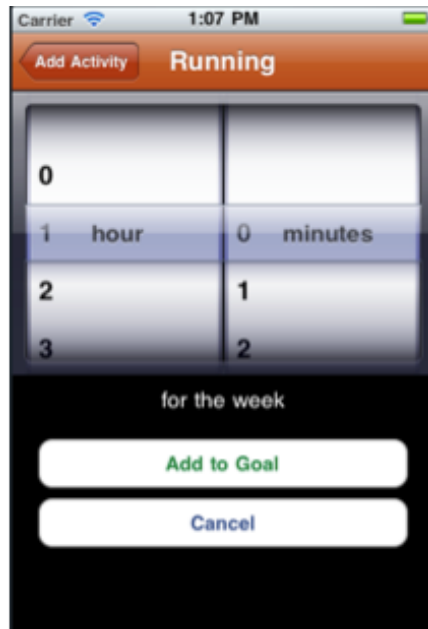 Carrier 1:07 PM
Add Activity Running
0
1 hour 0 minutes
2 1
3 2
for the week
Add to Goal
Cancel